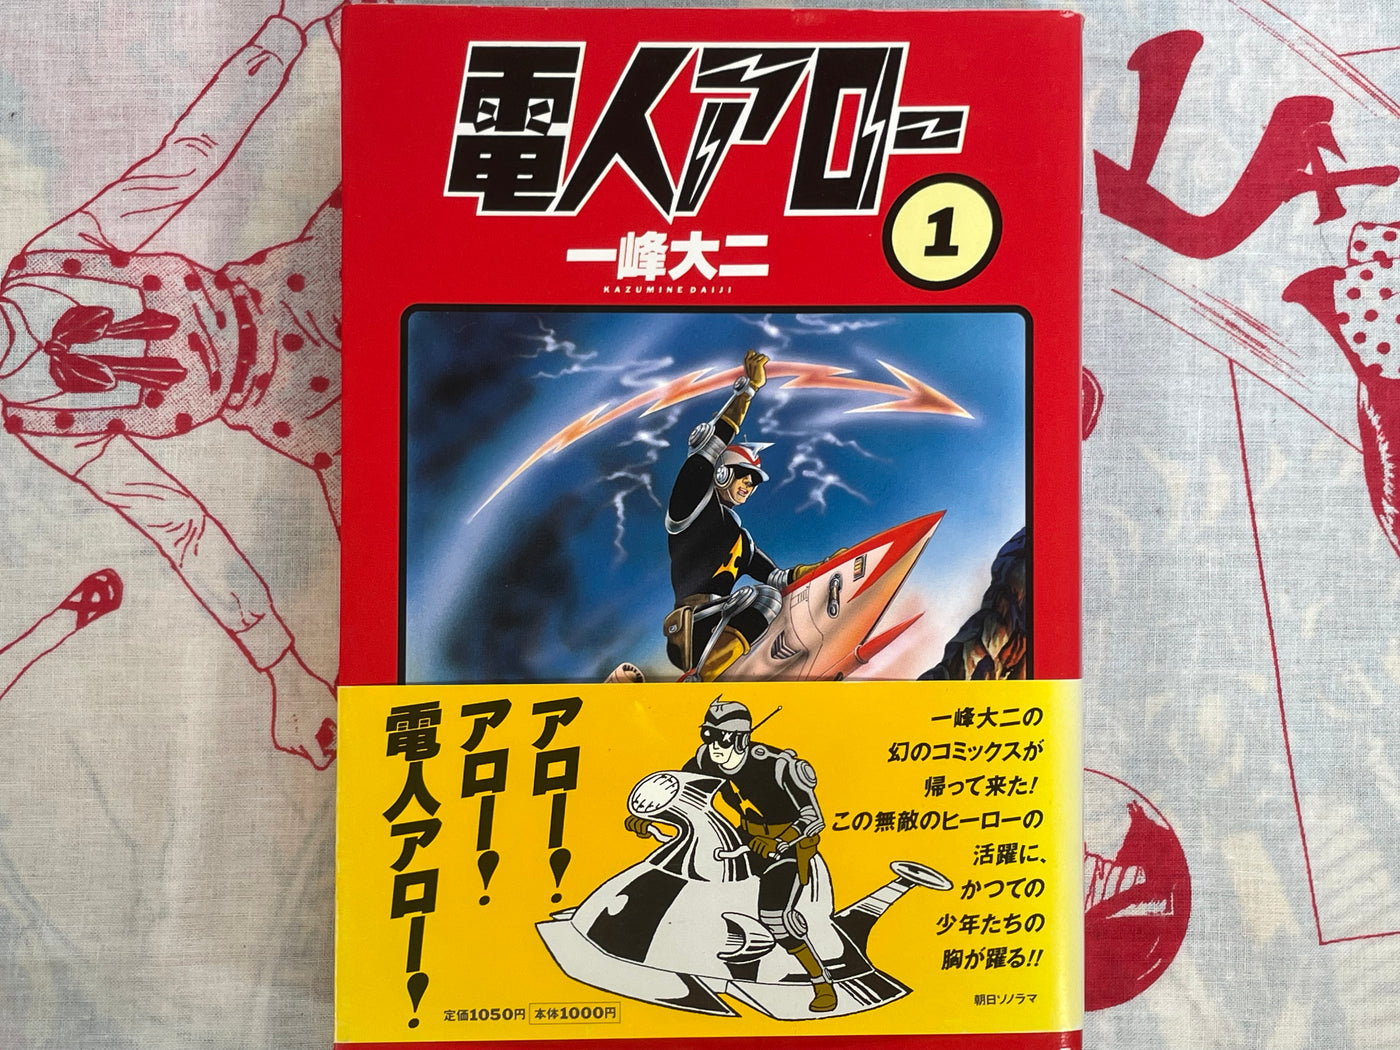 電人アロー
1
一峰大二
KAZUMINE DAIJI
アロー!
アロー!
電人アロー!
一峰大二の
幻のコミックスが
帰って来た!
この無敵のヒーローの
活躍に、
かつての
少年たちの
胸が躍る!!
定価1050円 本体1000円
朝日ソノラマ